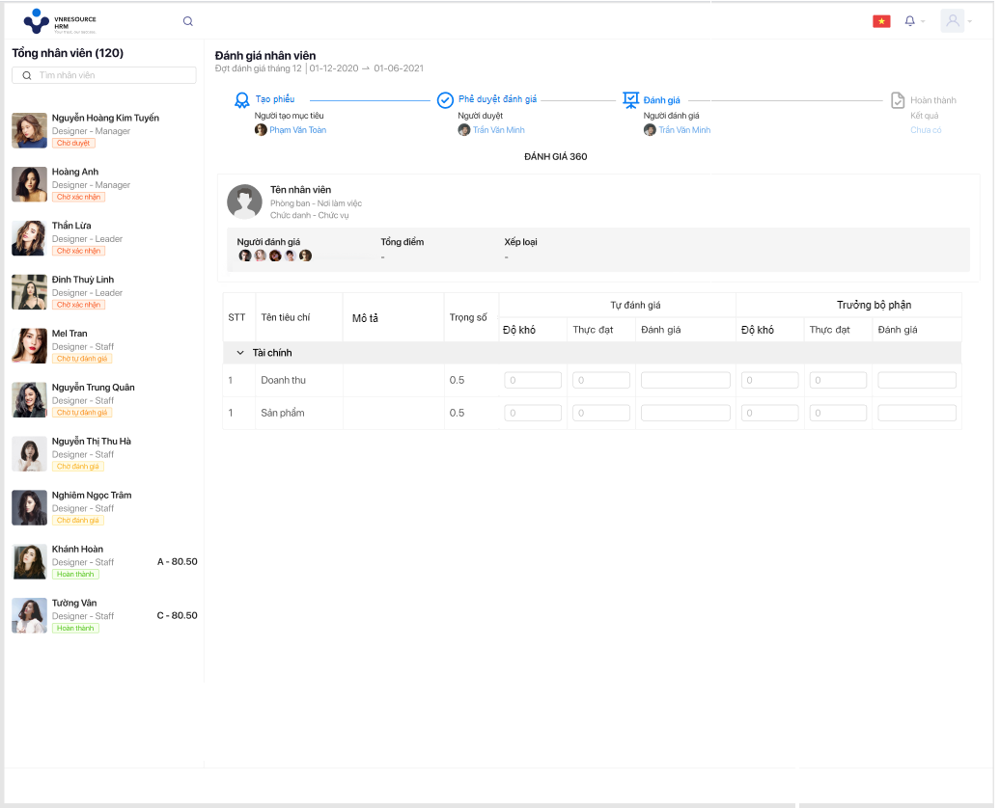 VNRESOURCE
HRM
Tổng nhân viên (120)
Tìm nhân viên
Nguyễn Hoàng Kim Tuyến
Designer - Manager
Chờ duyệt
Hoàng Anh
Designer - Manager
Chờ xác nhận
Thần Lừa
Designer - Leader
Chờ xác nhận
Đinh Thuỳ Linh
Designer - Leader
Chờ xác nhận
Mel Tran
Designer - Staff
Chờ tự đánh giá
Nguyễn Trung Quân
Designer - Staff
Chờ tự đánh giá
Nguyễn Thị Thu Hà
Designer - Staff
Chờ đánh giá
Nghiêm Ngọc Trâm
Designer - Staff
Chờ đánh giá
Khánh Hoàn
Designer - Staff A - 80.50
Hoàn thành
Tường Vân
Designer - Staff C - 80.50
Hoàn thành
Đánh giá nhân viên
Đợt đánh giá tháng 12 | 01-12-2020 → 01-06-2021
Tạo phiếu Phê duyệt đánh giá Đánh giá Hoàn thành
Người tạo mục tiêu Người duyệt Người đánh giá Kết quả
Phạm Văn Toàn Trần Văn Minh Trần Văn Minh Chưa có
ĐÁNH GIÁ 360
Tên nhân viên
Phòng ban - Nơi làm việc
Chức danh - Chức vụ
Người đánh giá Tổng điểm Xếp loại
- -
STT Tên tiêu chí Mô tả Trọng số Tự đánh giá Trưởng bộ phận
Độ khó Thực đạt Đánh giá Độ khó Thực đạt Đánh giá
Tài chính
1 Doanh thu 0.5 0 0 0 0
1 Sản phẩm 0.5 0 0 0 0